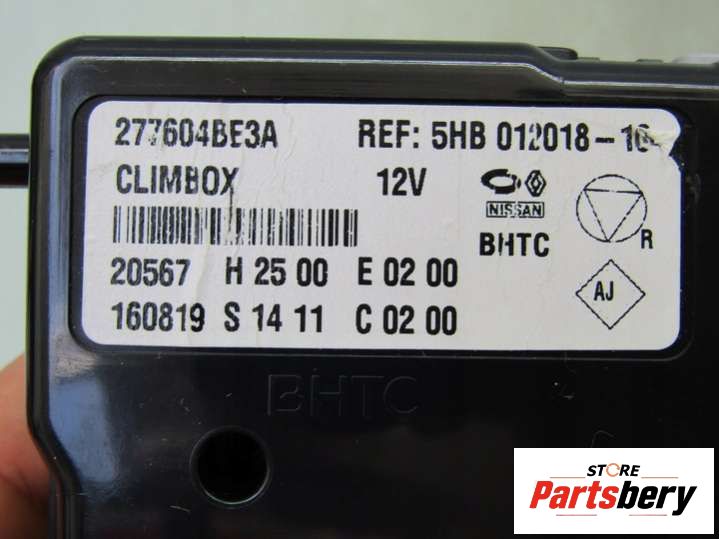 277604BE3A REF: 5HB 012018-10
CLIMBOX 12V
NISSAN
BHTC
R
20567 H 25 00 E 02 00
AJ
160819 S 14 11 C 02 00
BHTC
STORE
Partsbery